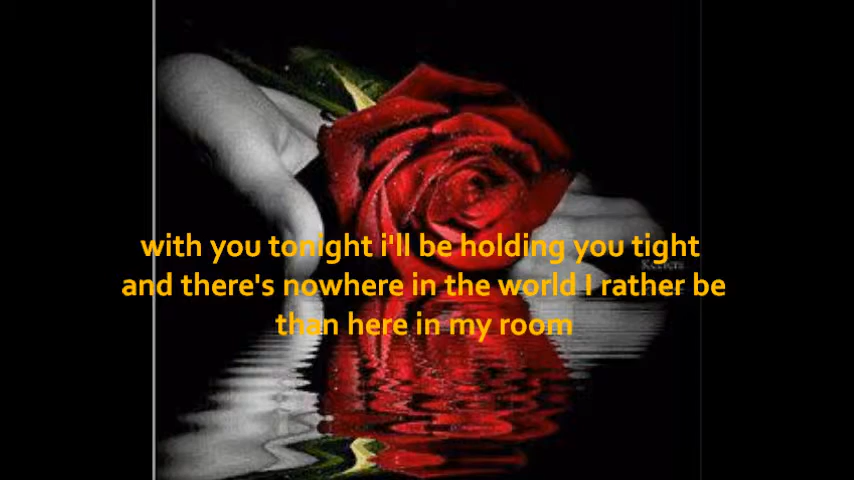 with you tonight i'll be holding you tight
and there's nowhere in the world I rather be
than here in my room